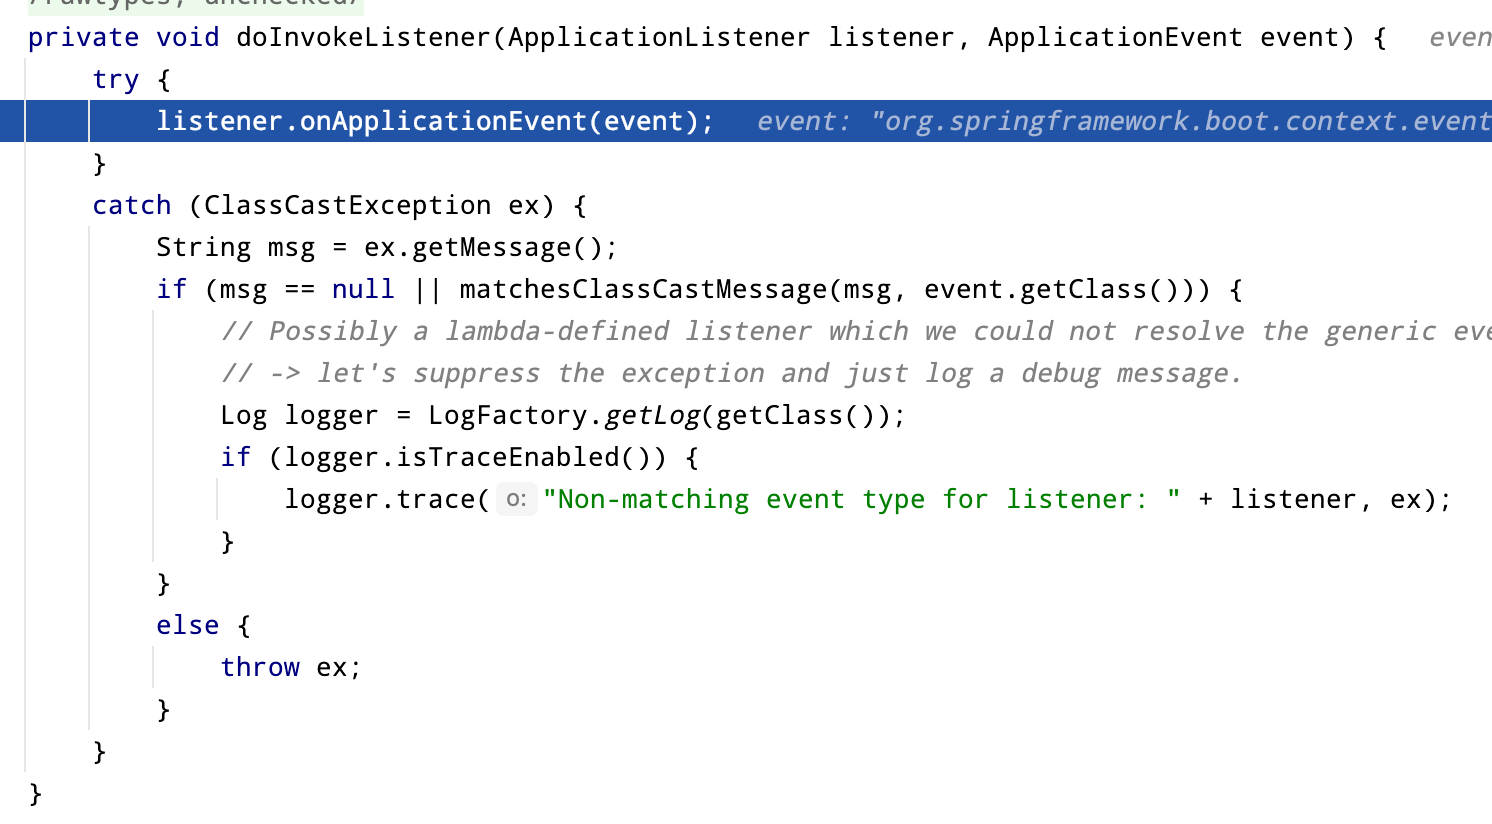 /rawtypes, unchecked/
private void doInvokeListener(ApplicationListener listener, ApplicationEvent event) {   even
try {
listener.onApplicationEvent(event);   event: "org.springframework.boot.context.event
}
catch (ClassCastException ex) {
String msg = ex.getMessage();
if (msg == null || matchesClassCastMessage(msg, event.getClass())) {
// Possibly a lambda-defined listener which we could not resolve the generic eve
// -> let's suppress the exception and just log a debug message.
Log logger = LogFactory.getLog(getClass());
if (logger.isTraceEnabled()) {
logger.trace( o: "Non-matching event type for listener: " + listener, ex);
}
}
else {
throw ex;
}
}
}